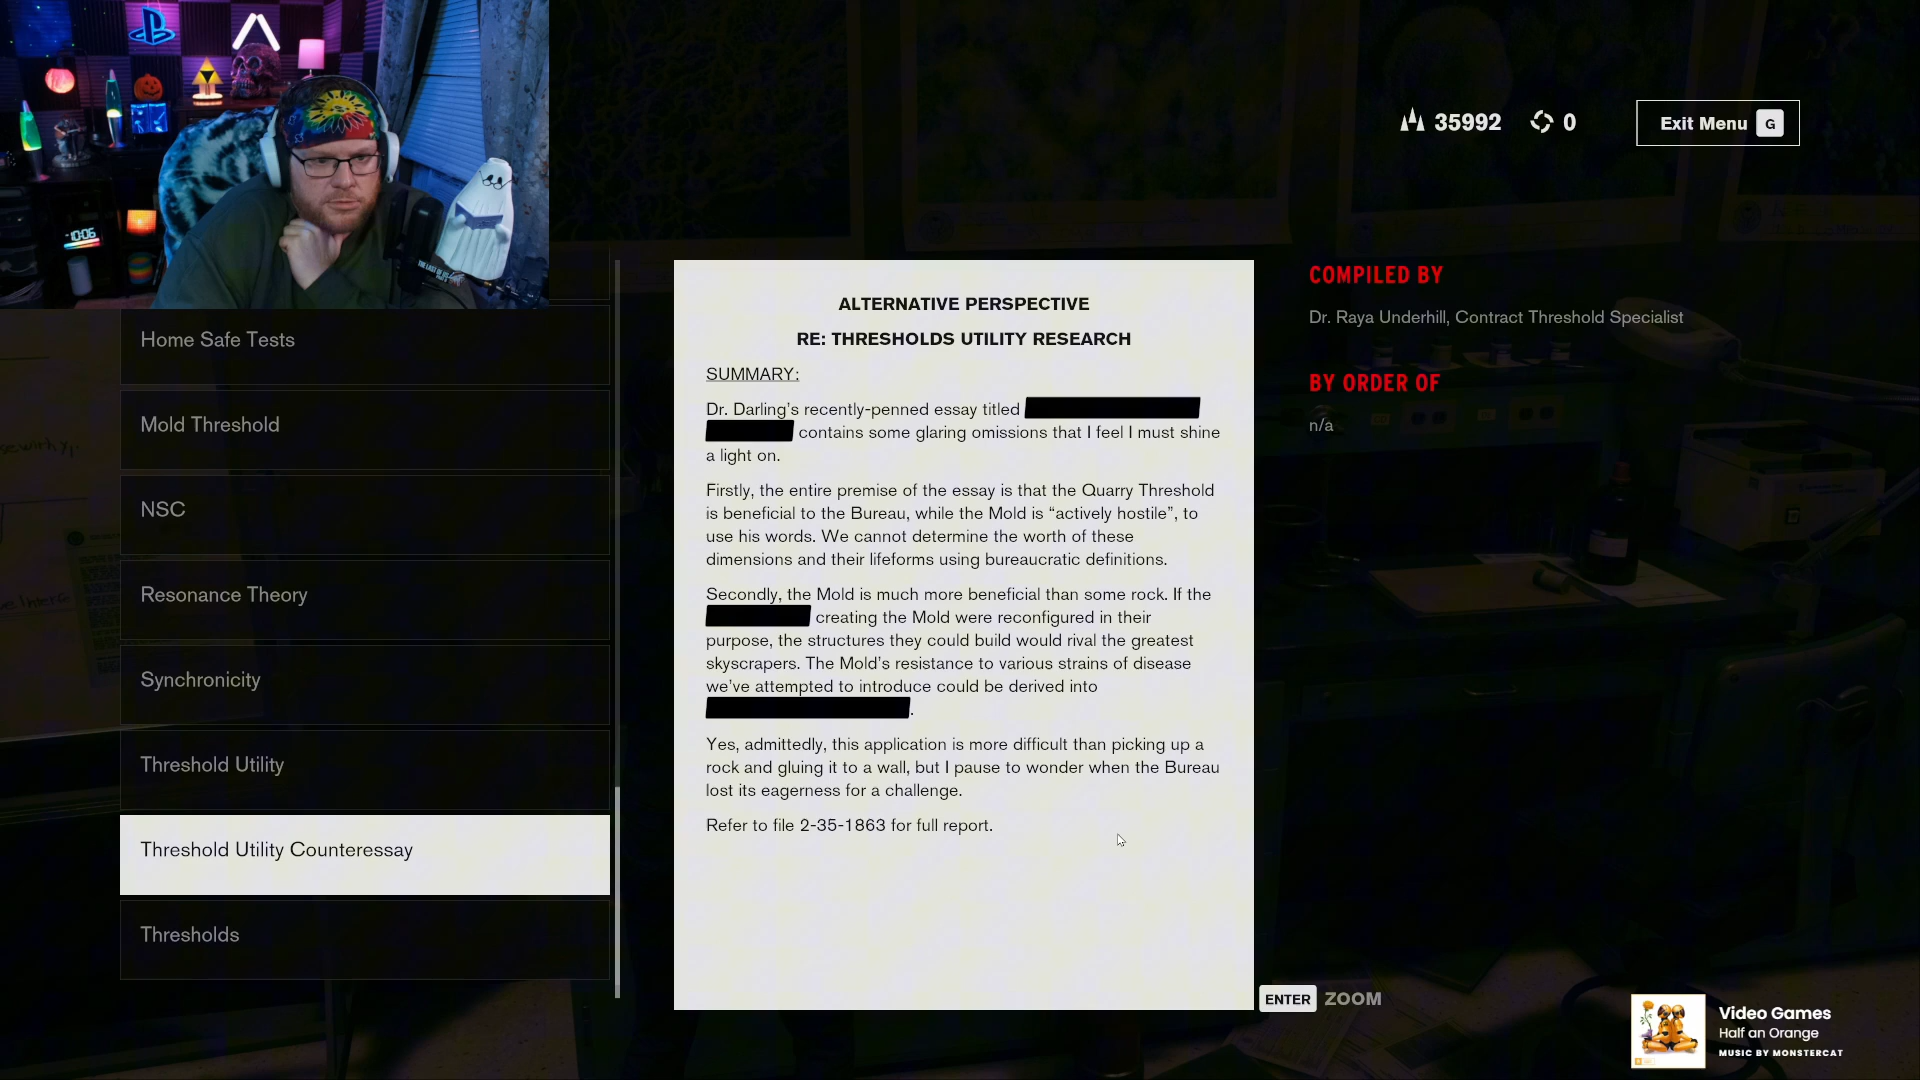 10:06
THE LAST OF US
35992
0
Exit Menu G
Home Safe Tests
Mold Threshold
NSC
Resonance Theory
Synchronicity
Threshold Utility
Threshold Utility Counteressay
Thresholds
ALTERNATIVE PERSPECTIVE
RE: THRESHOLDS UTILITY RESEARCH
SUMMARY:
Dr. Darling's recently-penned essay titled
contains some glaring omissions that I feel I must shine
a light on.
Firstly, the entire premise of the essay is that the Quarry Threshold
is beneficial to the Bureau, while the Mold is “actively hostile”, to
use his words. We cannot determine the worth of these
dimensions and their lifeforms using bureaucratic definitions.
Secondly, the Mold is much more beneficial than some rock. If the
creating the Mold were reconfigured in their
purpose, the structures they could build would rival the greatest
skyscrapers. The Mold's resistance to various strains of disease
we've attempted to introduce could be derived into
.
Yes, admittedly, this application is more difficult than picking up a
rock and gluing it to a wall, but I pause to wonder when the Bureau
lost its eagerness for a challenge.
Refer to file 2-35-1863 for full report.
COMPILED BY
Dr. Raya Underhill, Contract Threshold Specialist
BY ORDER OF
n/a
ENTER ZOOM
Video Games
Half an Orange
MUSIC BY MONSTERCAT